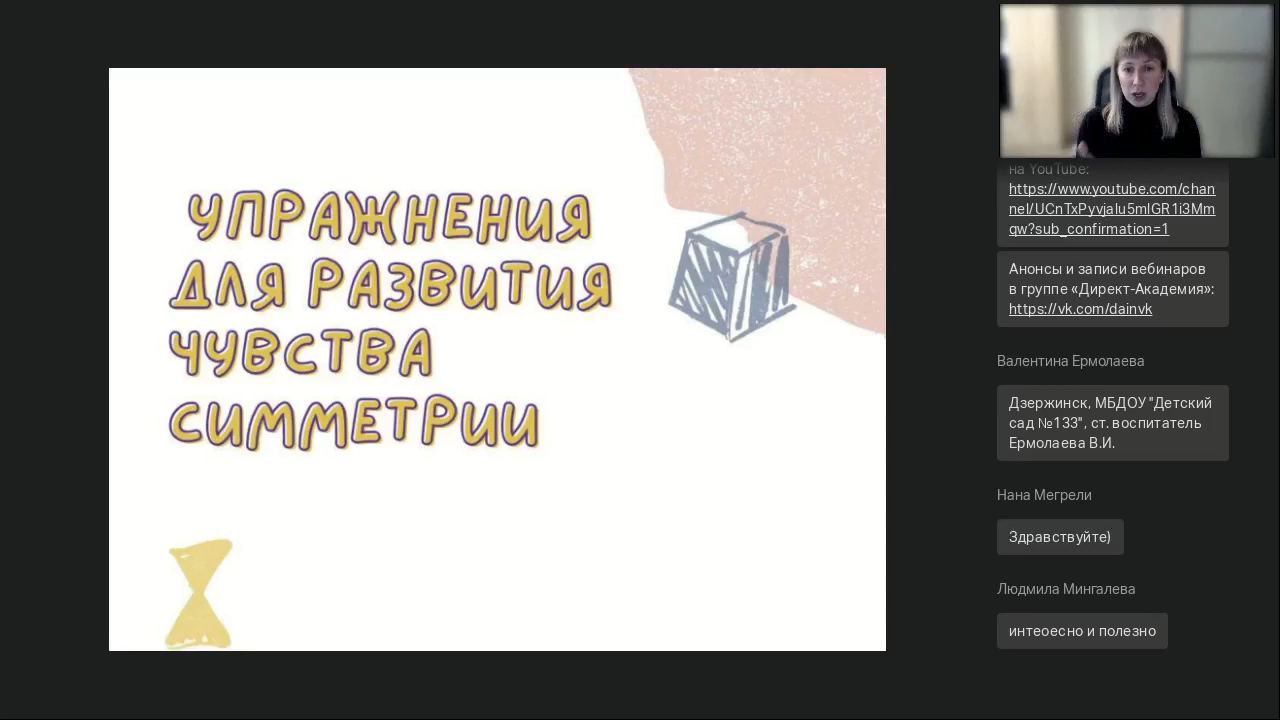 УПРАЖНЕНИЯ
ДЛЯ РАЗВИТИЯ
ЧУВСТВА
СИММЕТРИИ
на YouTube:
https://www.youtube.com/chan
nel/UCnTxPyvjalu5mlGR1i3Mm
qw?sub_confirmation=1
Анонсы и записи вебинаров
в группе «Директ-Академия»:
https://vk.com/dainvk
Валентина Ермолаева
Дзержинск, МБДОУ "Детский
сад №133", ст. воспитатель
Ермолаева В.И.
Нана Мегрели
Здравствуйте)
Людмила Мингалева
интеоесно и полезно